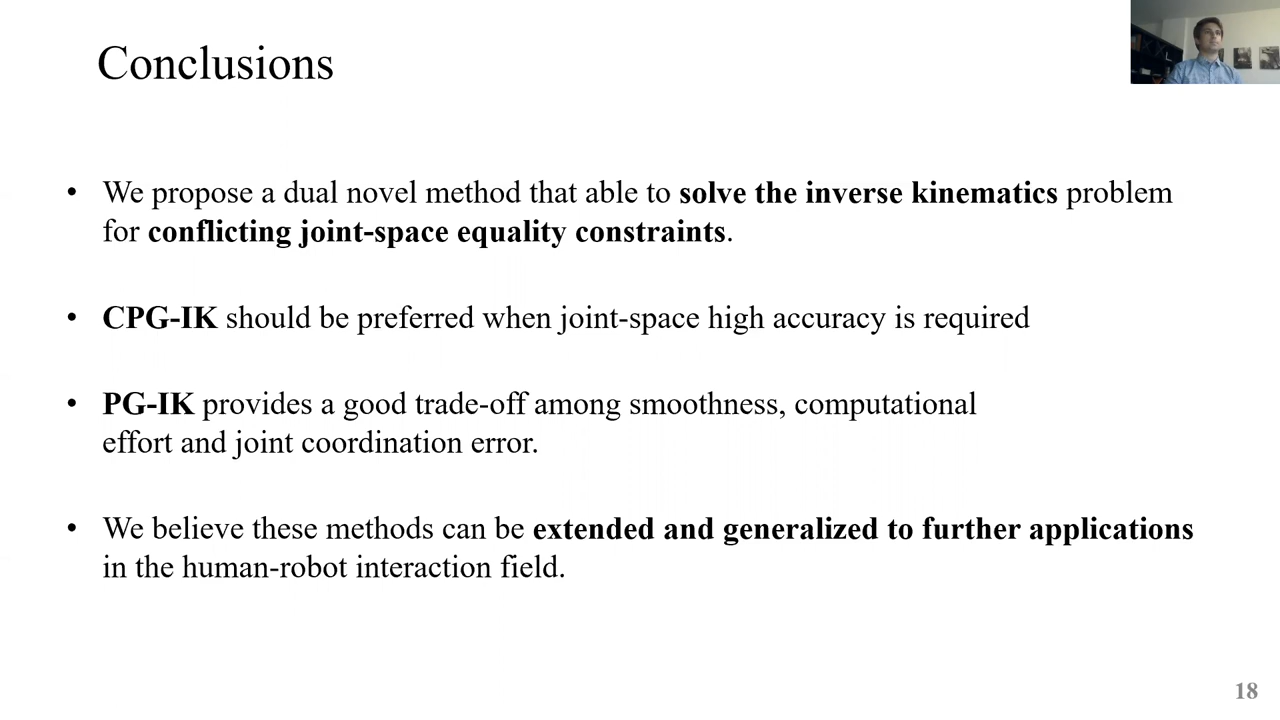 Conclusions
• We propose a dual novel method that able to solve the inverse kinematics problem
for conflicting joint-space equality constraints.
• CPG-IK should be preferred when joint-space high accuracy is required
• PG-IK provides a good trade-off among smoothness, computational
effort and joint coordination error.
• We believe these methods can be extended and generalized to further applications
in the human-robot interaction field.
18